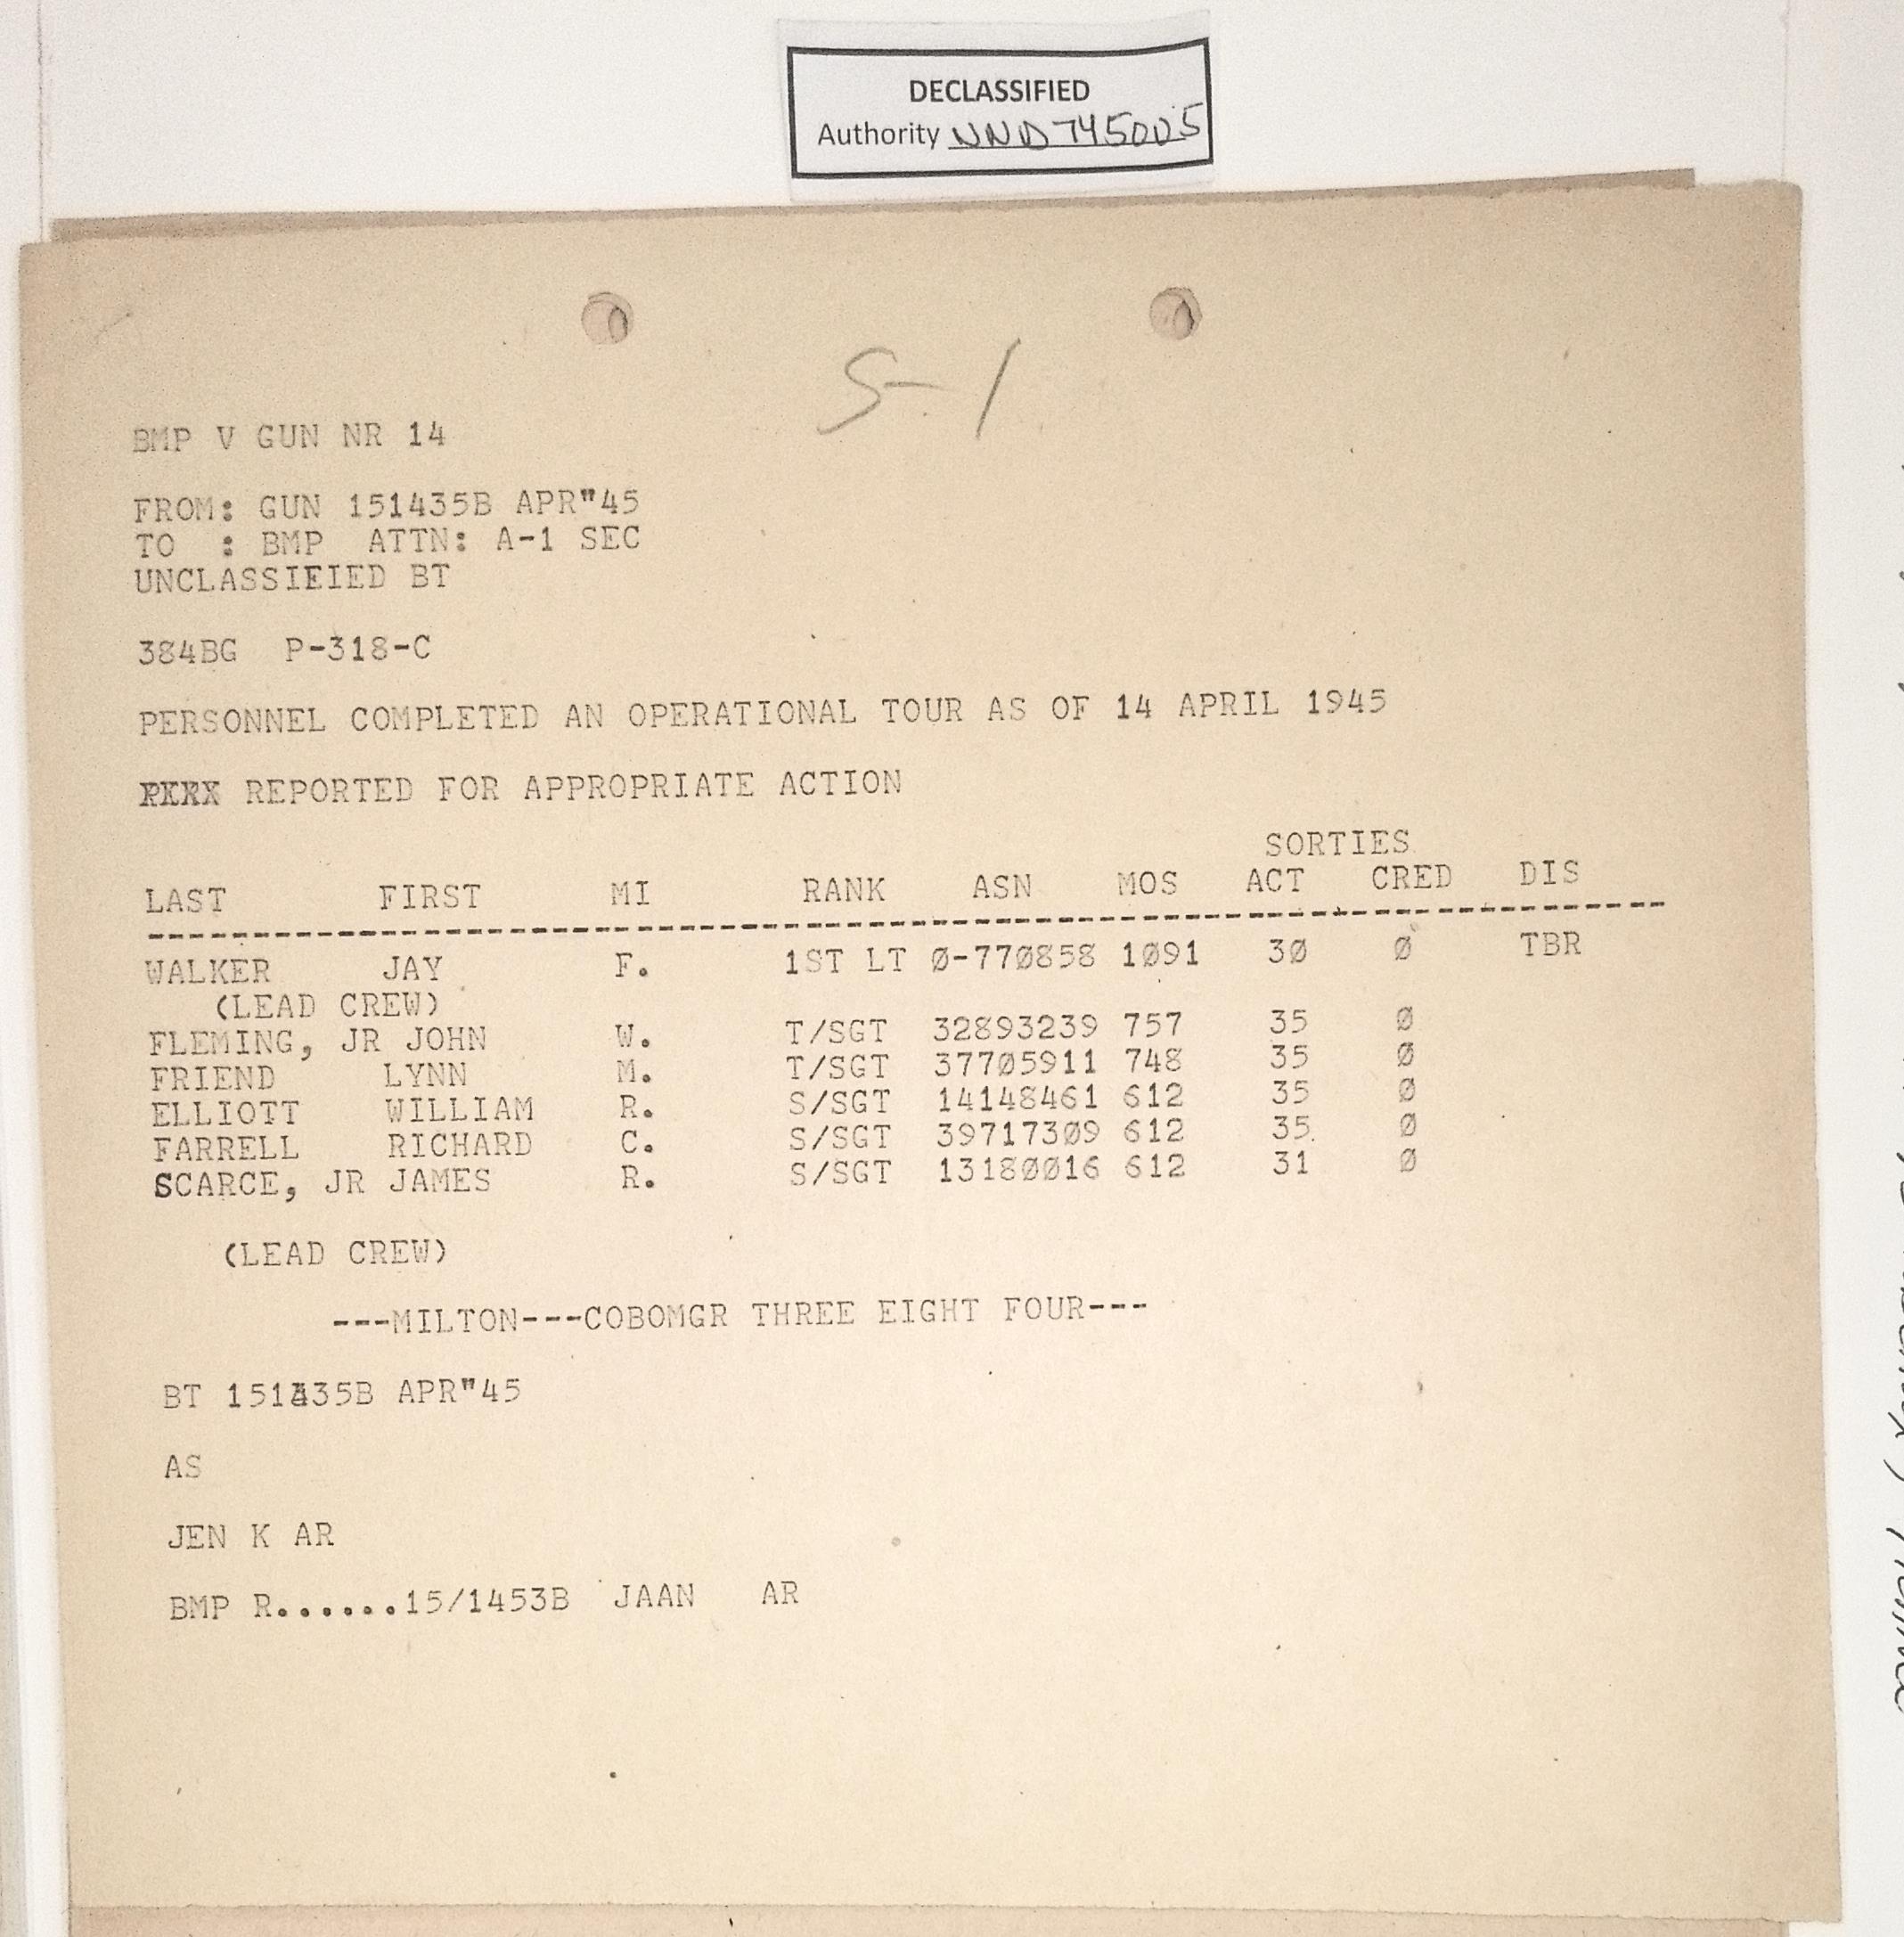 DECLASSIFIED
Authority NND 745005
S-1
BMP V GUN NR 14
FROM: GUN 151435B APR"45
TO : BMP ATTN: A-1 SEC
UNCLASSIEIED BT
384BG P-318-C
PERSONNEL COMPLETED AN OPERATIONAL TOUR AS OF 14 APRIL 1945
REPORTED FOR APPROPRIATE ACTION
SORTIES
LAST FIRST MI RANK ASN MOS ACT CRED DIS
WALKER JAY F. 1ST LT Ø-77Ø858 1Ø91 3Ø Ø TBR
(LEAD CREW)
FLEMING, JR JOHN W. T/SGT 32893239 757 35 Ø
FRIEND LYNN M. T/SGT 377Ø5911 748 35 Ø
ELLIOTT WILLIAM R. S/SGT 14148461 612 35 Ø
FARRELL RICHARD C. S/SGT 397173Ø9 612 35 Ø
SCARCE, JR JAMES R. S/SGT 1318ØØ16 612 31 Ø
(LEAD CREW)
---MILTON---COBOMGR THREE EIGHT FOUR---
BT 151435B APR"45
AS
JEN K AR
BMP R.......15/1453B JAAN AR